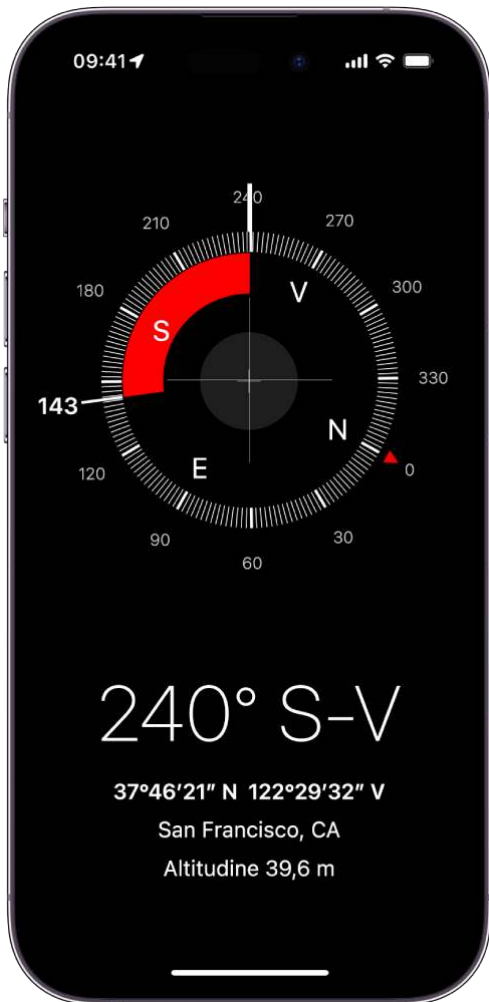 09:41
240
210
270
V
180
300
S
330
143
N
120
E
0
90
30
60
240° S-V
37°46′21″ N 122°29′32″ V
San Francisco, CA
Altitudine 39,6 m